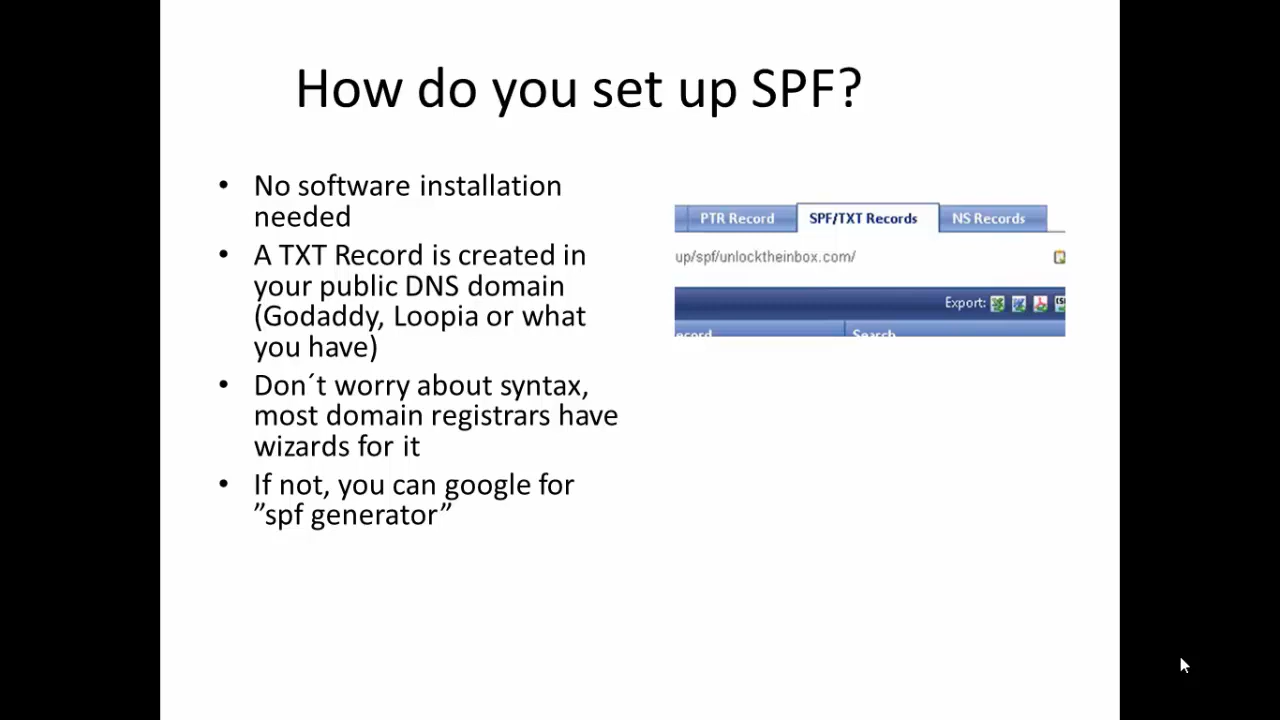 How do you set up SPF?
• No software installation
needed
• A TXT Record is created in
your public DNS domain
(Godaddy, Loopia or what
you have)
• Don´t worry about syntax,
most domain registrars have
wizards for it
• If not, you can google for
”spf generator”
PTR Record SPF/TXT Records NS Records
up/spf/unlocktheinbox.com/
Export:
ecord Search